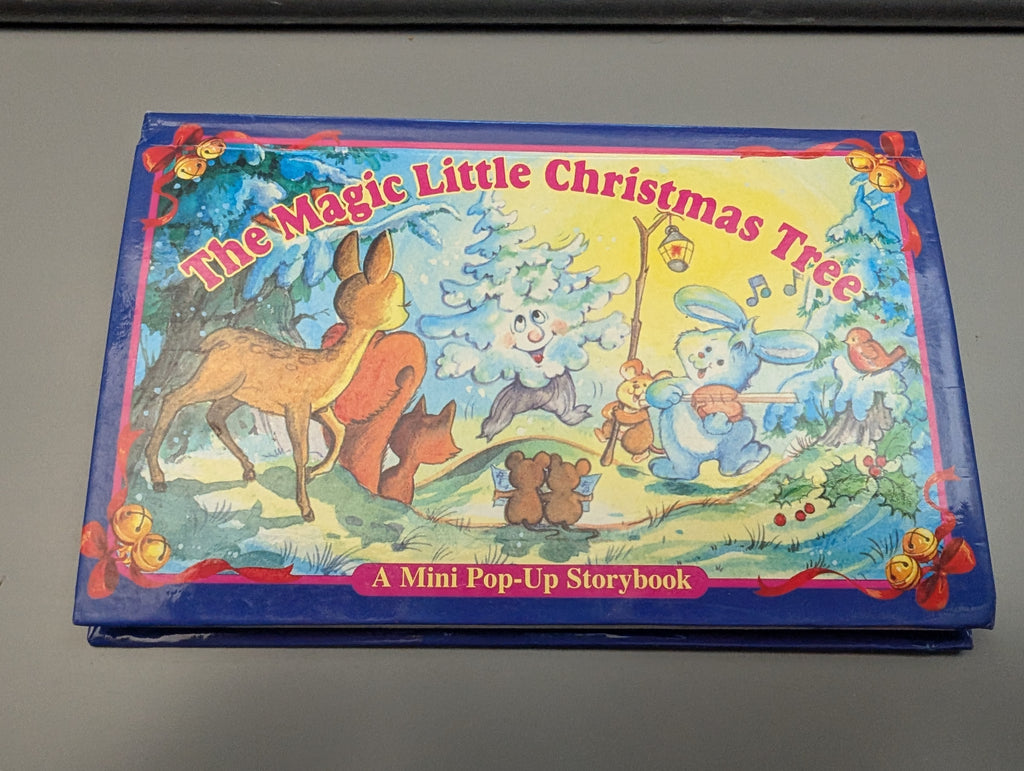 The Magic Little Christmas Tree
A Mini Pop-Up Storybook